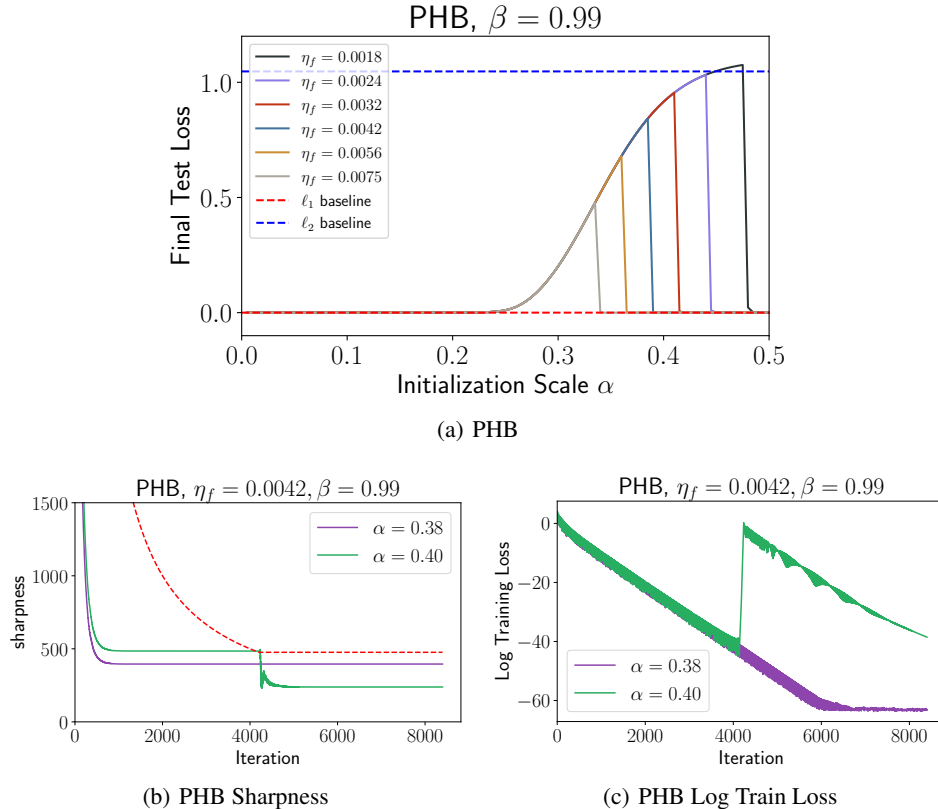 PHB, β = 0.99
Final Test Loss
1.0
0.5
0.0
η_f = 0.0018
η_f = 0.0024
η_f = 0.0032
η_f = 0.0042
η_f = 0.0056
η_f = 0.0075
ℓ₁ baseline
ℓ₂ baseline
0.0 0.1 0.2 0.3 0.4 0.5
Initialization Scale α
(a) PHB
PHB, η_f = 0.0042, β = 0.99
sharpness
1500
1000
500
0
α = 0.38
α = 0.40
0 2000 4000 6000 8000
Iteration
(b) PHB Sharpness
PHB, η_f = 0.0042, β = 0.99
Log Training Loss
0
−20
−40
−60
α = 0.38
α = 0.40
0 2000 4000 6000 8000
Iteration
(c) PHB Log Train Loss